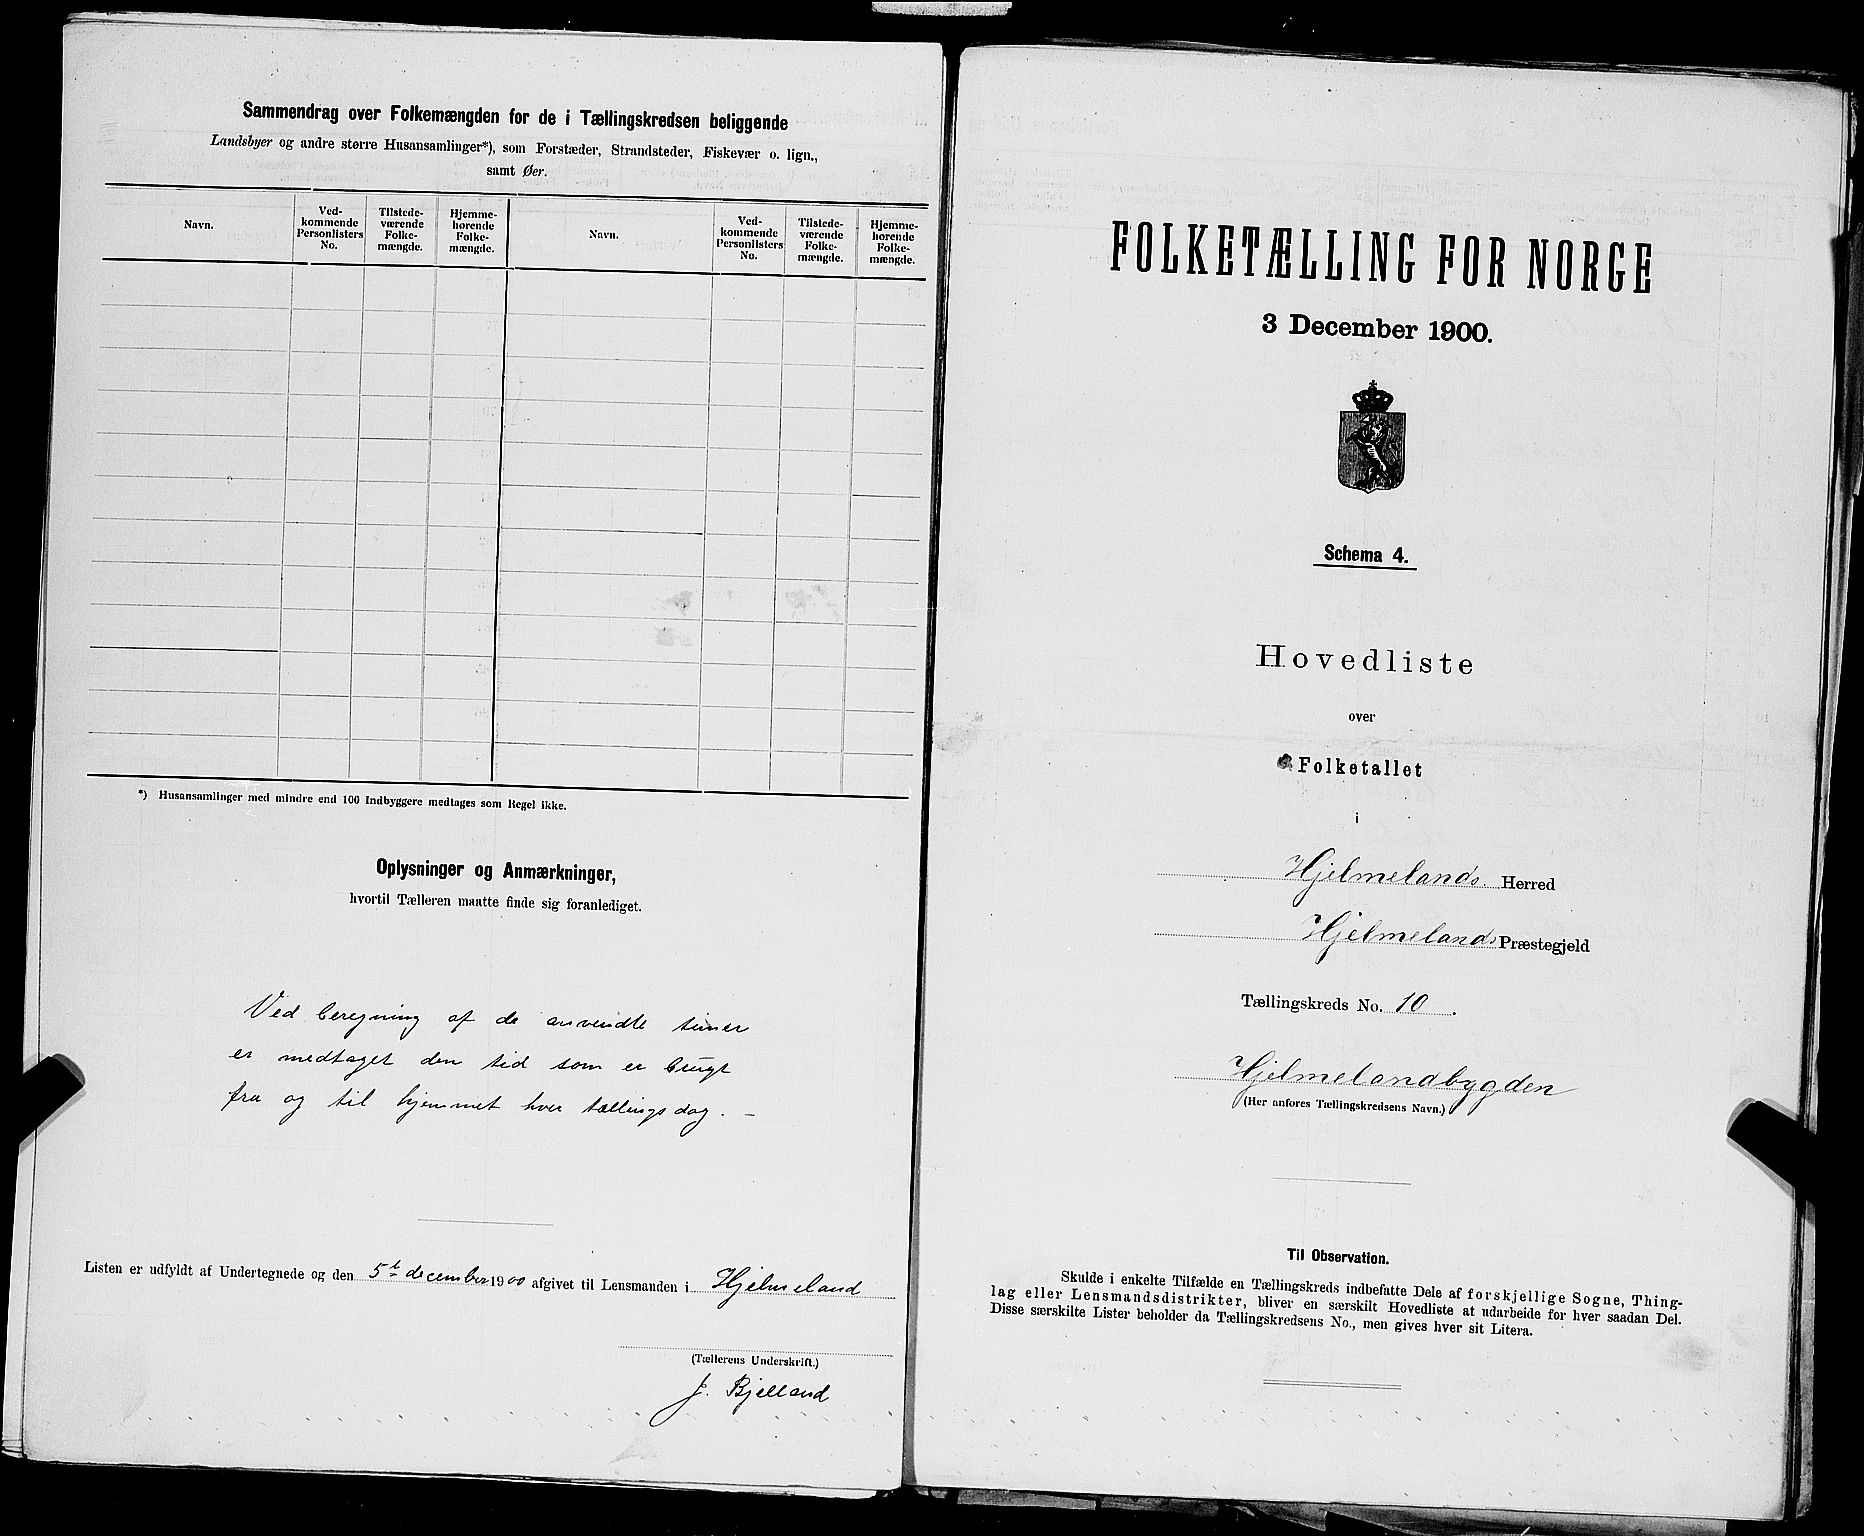 Sammendrag over Folkemængden for de i Tællingskredsen beliggende
Landsbyer og andre større Husansamlinger*), som Forstæder, Strandsteder, Fiskevær o. lign.,
samt Øer.
Navn.
Ved-
kommende
Personlisters
No.
Tilstede-
værende
Folke-
mængde.
Hjemme-
hørende
Folke-
mængde.
Navn.
Ved-
kommende
Personlisters
No.
Tilstede-
værende
Folke-
mængde.
Hjemme-
hørende
Folke-
mængde.
*) Husansamlinger med mindre end 100 Indbyggere medtages som Regel ikke.
Oplysninger og Anmærkninger,
hvortil Tælleren maatte finde sig foranlediget.
Ved beregning af de anvendte timer
er medtaget den tid som er brugt
fra og til hjemmet hver tællingsdag. –
Listen er udfyldt af Undertegnede og den 5te december 1900 afgivet til Lensmanden i Hjelmeland
(Tællerens Underskrift.)
J. Bjelland
FOLKETÆLLING FOR NORGE
3 December 1900.
Schema 4.
Hovedliste
over
Folketallet
i
Hjelmelands Herred
Hjelmelands Præstegjeld
Tællingskreds No. 10.
Hjelmelandbygden
(Her anføres Tællingskredsens Navn.)
Til Observation.
Skulde i enkelte Tilfælde en Tællingskreds indbefatte Dele af forskjellige Sogne, Thing-
lag eller Lensmandsdistrikter, bliver en særskilt Hovedliste at udarbeide for hver saadan Del.
Disse særskilte Lister beholder da Tællingskredsens No., men gives hver sit Litera.